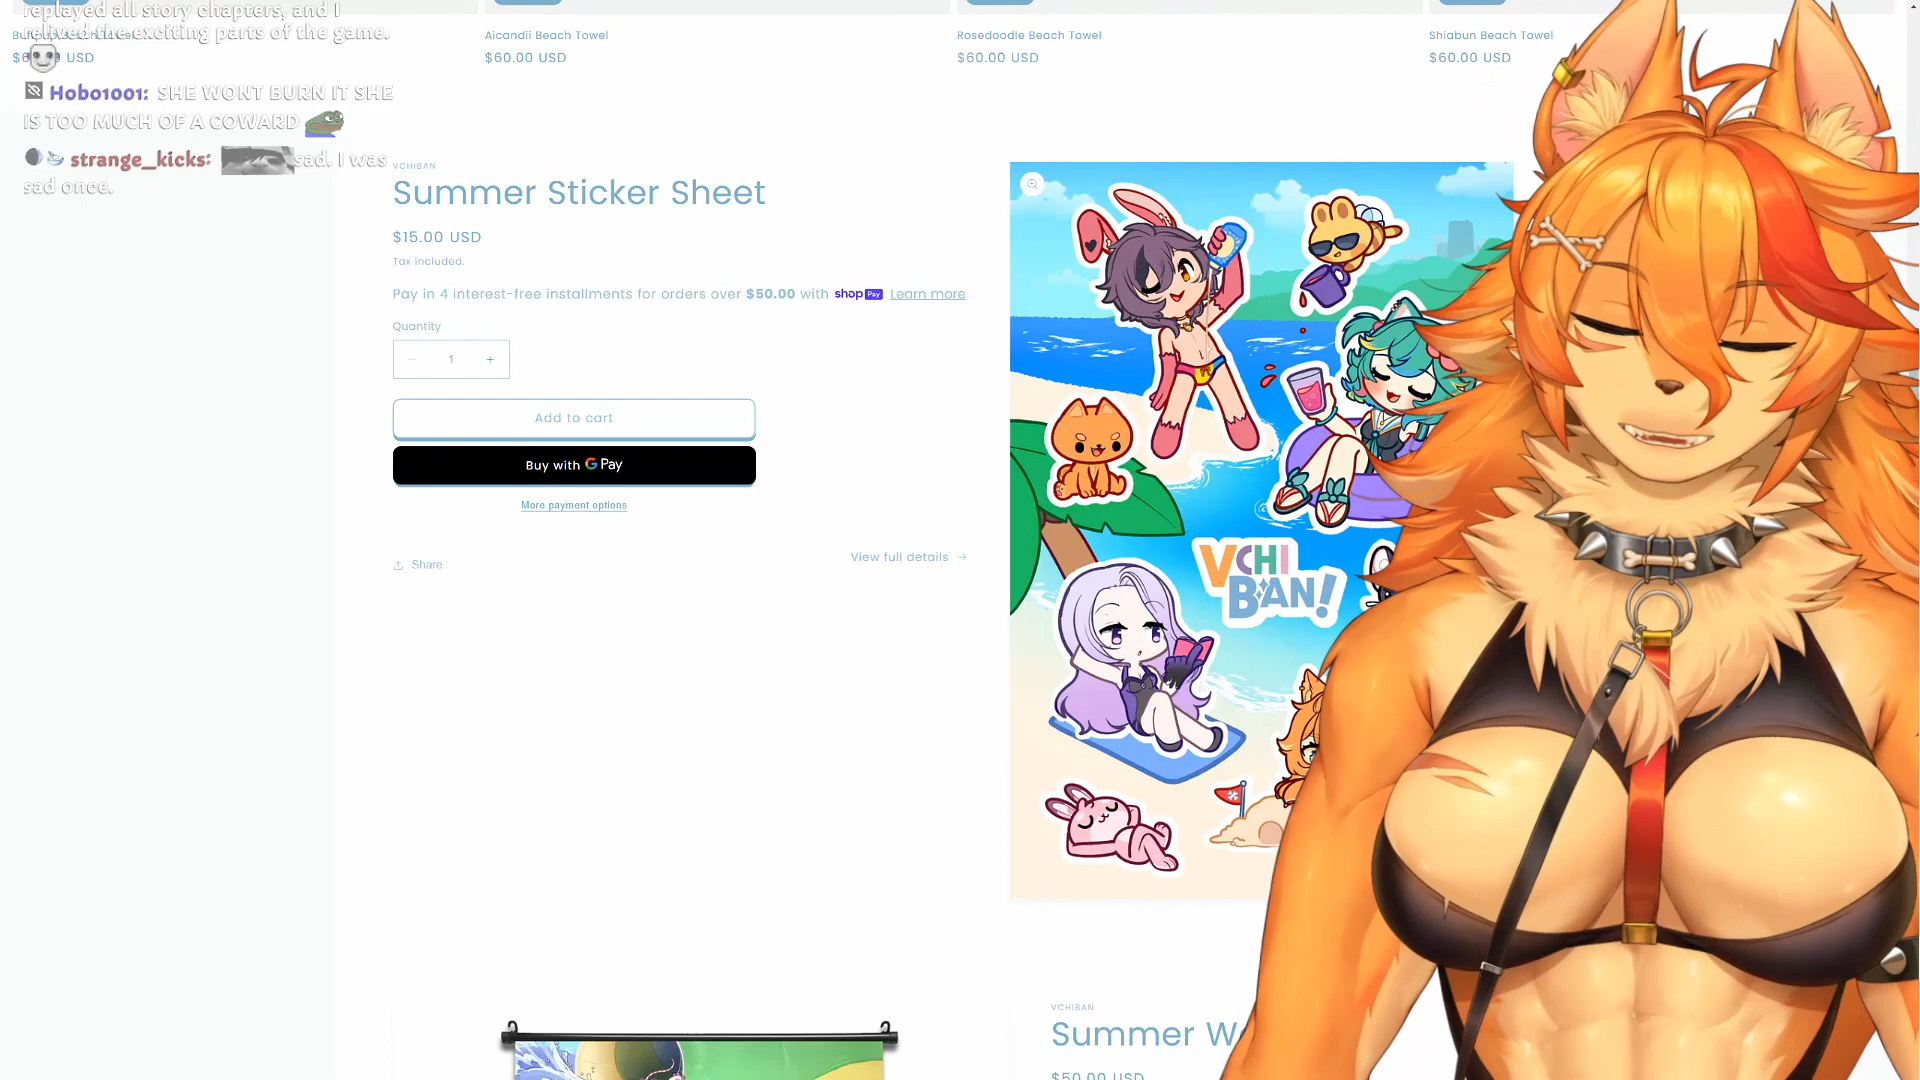 replayed all story chapters, and I
relived the exciting parts of the game.
Hobo1001: SHE WONT BURN IT SHE
IS TOO MUCH OF A COWARD
strange_kicks: sad. I was
sad once.
USD
Aicandii Beach Towel
$60.00 USD
Rosedoodle Beach Towel
$60.00 USD
Shiabun Beach Towel
$60.00 USD
VCHIBAN
Summer Sticker Sheet
$15.00 USD
Tax included.
Pay in 4 interest-free installments for orders over $50.00 with shop Pay Learn more
Quantity
− 1 +
Add to cart
Buy with G Pay
More payment options
Share
View full details →
VCHI
BAN!
VCHIBAN
Summer
$50.00 USD